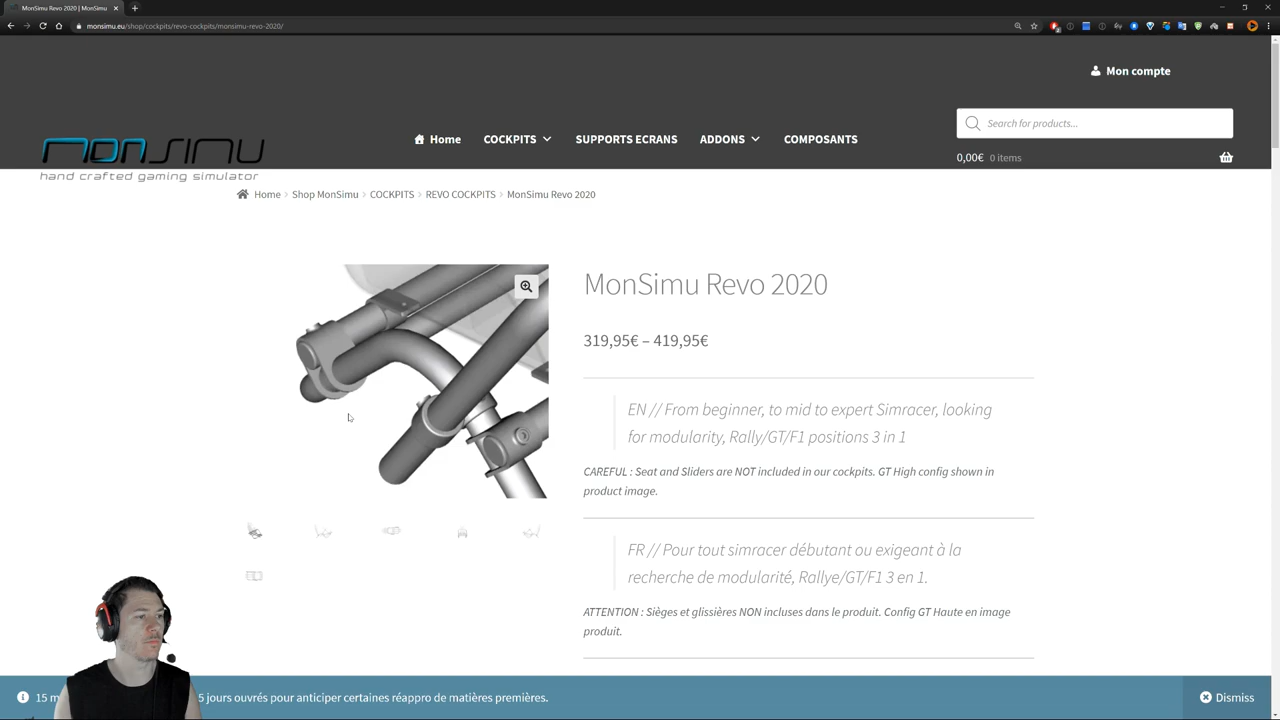 MonSimu Revo 2020 | MonSimu
monsimu.eu/shop/cockpits/revo-cockpits/monsimu-revo-2020/
Mon compte
monsimu
hand crafted gaming simulator
Home COCKPITS SUPPORTS ECRANS ADDONS COMPOSANTS
Search for products...
0,00€ 0 items
Home > Shop MonSimu > COCKPITS > REVO COCKPITS > MonSimu Revo 2020
MonSimu Revo 2020
319,95€ – 419,95€
EN // From beginner, to mid to expert Simracer, looking
for modularity, Rally/GT/F1 positions 3 in 1
CAREFUL : Seat and Sliders are NOT included in our cockpits. GT High config shown in
product image.
FR // Pour tout simracer débutant ou exigeant à la
recherche de modularité, Rallye/GT/F1 3 en 1.
ATTENTION : Sièges et glissières NON incluses dans le produit. Config GT Haute en image
produit.
15 5 jours ouvrés pour anticiper certaines réappro de matières premières.
Dismiss